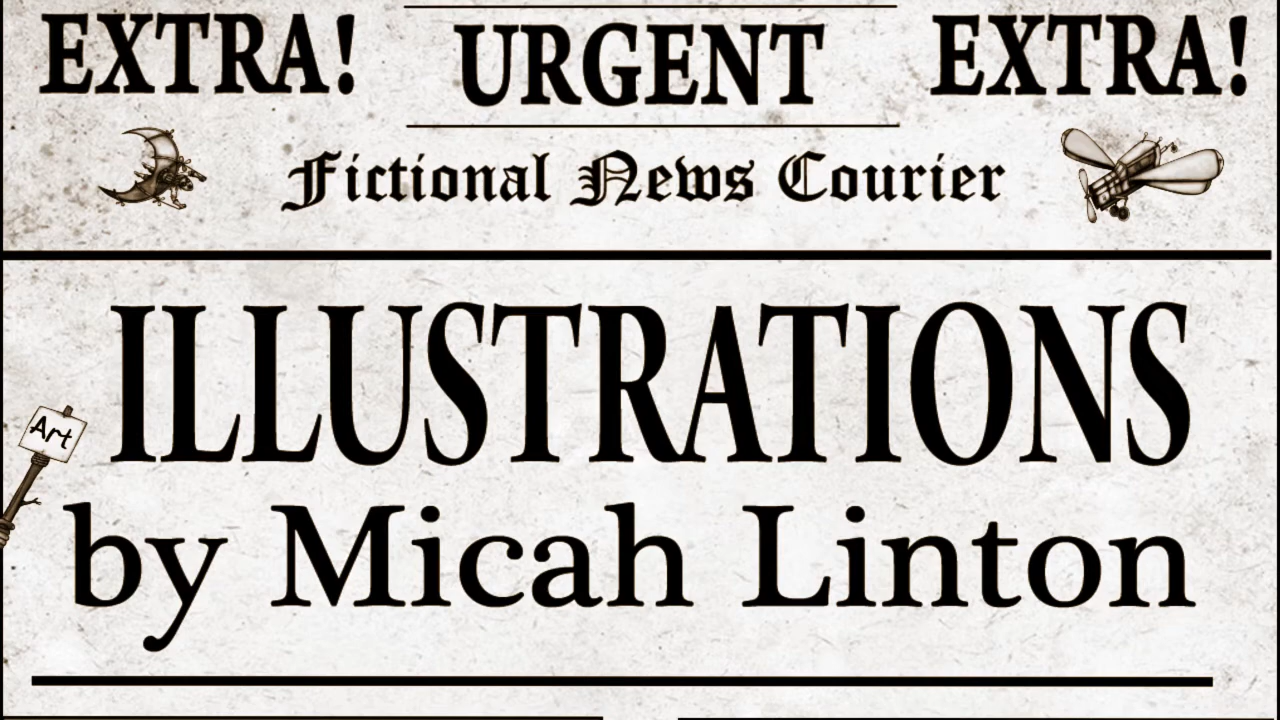 EXTRA! URGENT EXTRA!
Fictional News Courier
ILLUSTRATIONS
Art
by Micah Linton